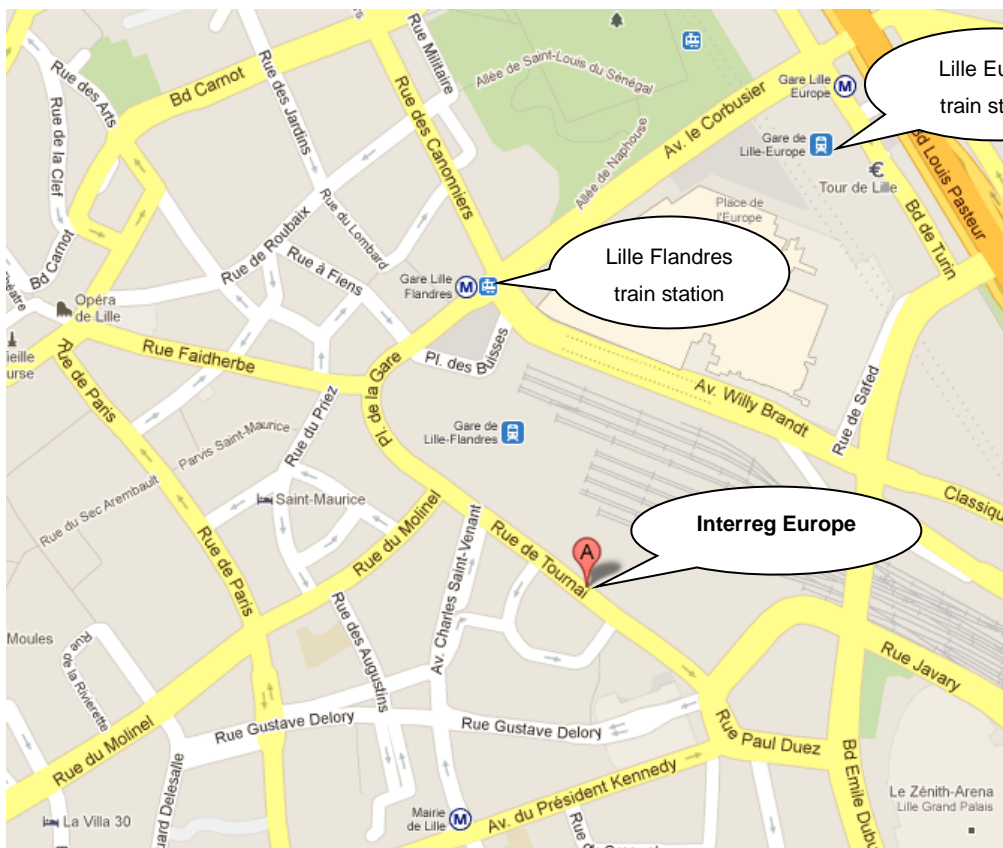 Rue des Arts
Bd Carnot
Rue de la Clef
Rue des Jardins
Rue Militaire
Rue des Canonniers
Allée de Saint-Louis du Sénégal
Gare Lille
Europe
M
Lille
train
Gare de
Lille-Europe
Av. le Corbusier
Allée de Naphouse
Bd Louis Pasteur
€
Tour de Lille
Bd de Turin
Place de
l'Europe
Rue du Lombard
Rue de Roubaix
Rue à Fiens
Bd Carnot
Gare Lille
Flandres
M
Lille Flandres
train station
Opéra
de Lille
Rue Faidherbe
Pl. des Buisses
Pl. de la Gare
Rue de Paris
Rue du Priez
Parvis Saint-Maurice
Av. Willy Brandt
Rue de Safed
Gare de
Lille-Flandres
Rue du Sec Arembault
Saint-Maurice
Rue du Molinel
Interreg Europe
A
Rue de Tournai
Av. Charles Saint-Venant
Rue de Paris
Rue des Augustins
Moules
Rue
de la Rivierette
Rue Javary
Rue Gustave Delory
Rue Gustave Delory
Rue du Molinel
Rue Paul Duez
Bd Emile
Av. du Président Kennedy
Mairie
de Lille
M
La Villa 30
Delesalle
Le Zénith-Arena
Lille Grand Palais